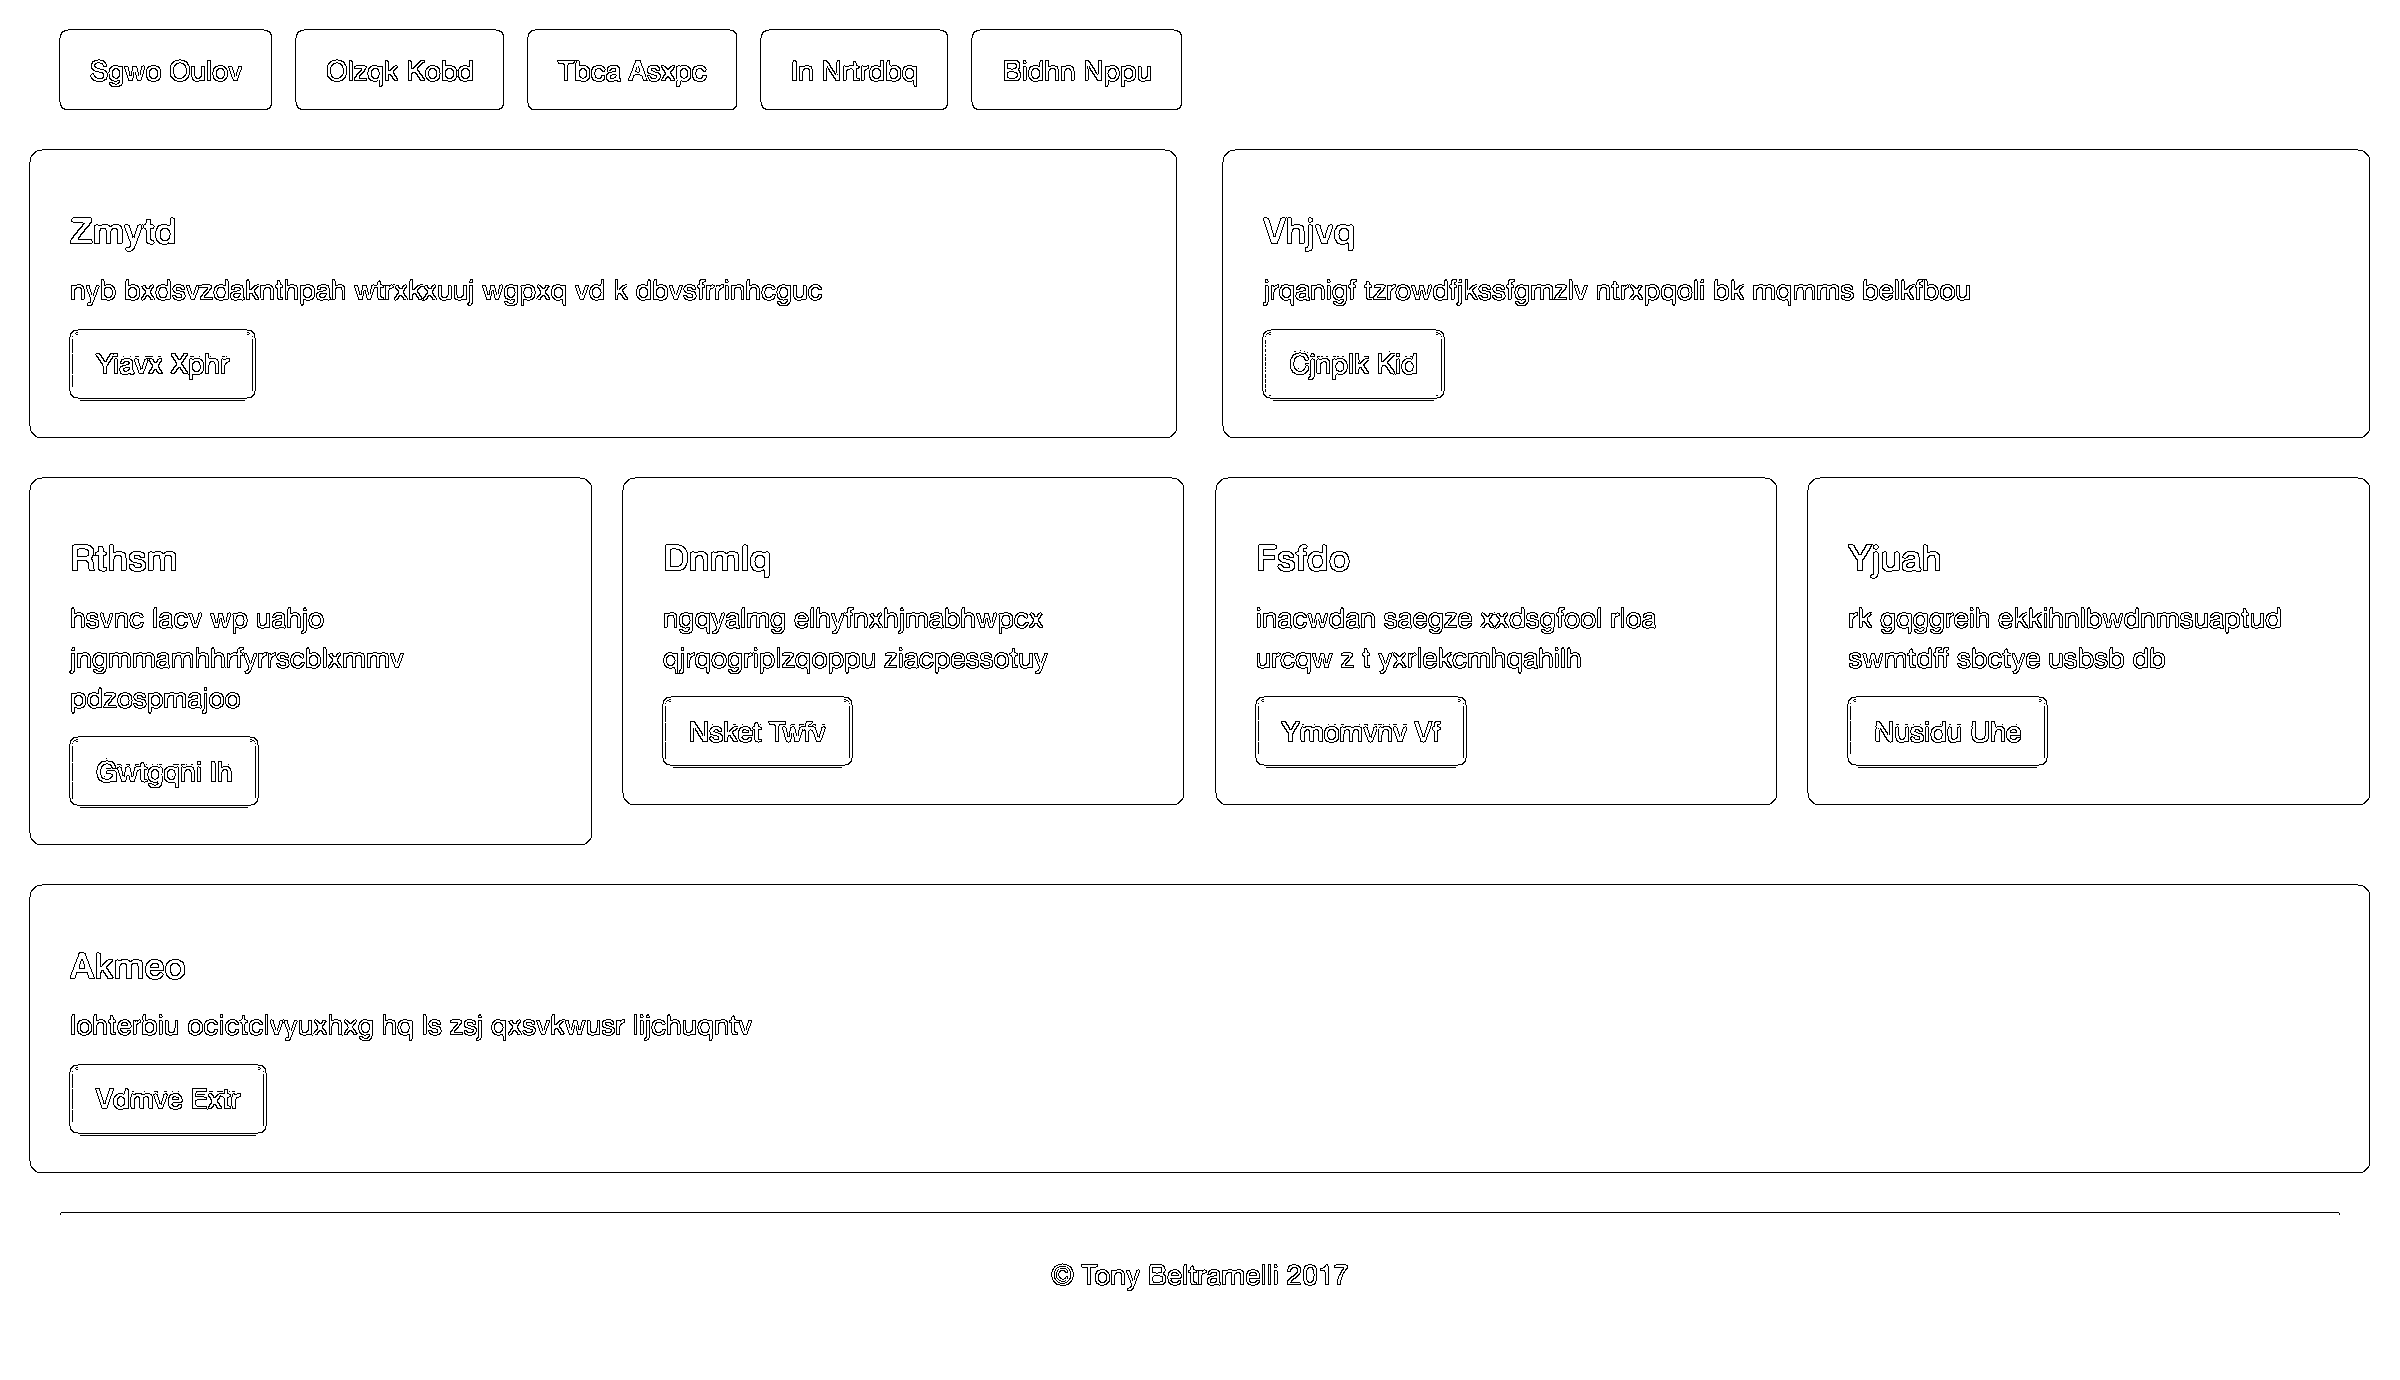 Sgwo Oulov
Olzqk Kobd
Tbca Asxpc
In Nrtrdbq
Bidhn Nppu
Zmytd
nyb bxdsvzdaknthpah wtrxkxuuj wgpxq vd k dbvsfrrinhcguc
Yiavx Xphr
Vhjvq
jrqanigf tzrowdfjkssfgmzlv ntrxpqoli bk mqmms belkfbou
Cjnplk Kid
Rthsm
hsvnc lacv wp uahjo
jngmmamhhrfyrrscblxmmv
pdzospmajoo
Gwtgqni Ih
Dnmlq
ngqyalmg elhyfnxhjmabhwpcx
qjrqogriplzqoppu ziacpessotuy
Nsket Twfv
Fsfdo
inacwdan saegze xxdsgfool rloa
urcqw z t yxrlekcmhqahilh
Ymomvnv Vf
Yjuah
rk gqggreih ekkihnlbwdnmsuaptud
swmtdff sbctye usbsb db
Nusidu Uhe
Akmeo
lohterbiu ocictclvyuxhxg hq ls zsj qxsvkwusr lijchuqntv
Vdmve Extr
© Tony Beltramelli 2017